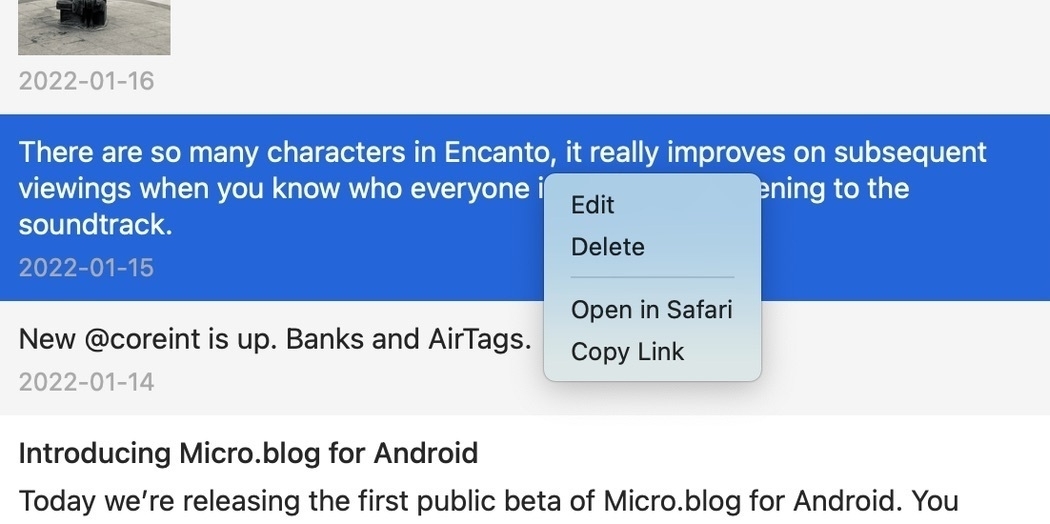 2022-01-16
There are so many characters in Encanto, it really improves on subsequent
viewings when you know who everyone ening to the
soundtrack.
2022-01-15
Edit
Delete
Open in Safari
Copy Link
New @coreint is up. Banks and AirTags.
2022-01-14
Introducing Micro.blog for Android
Today we’re releasing the first public beta of Micro.blog for Android. You